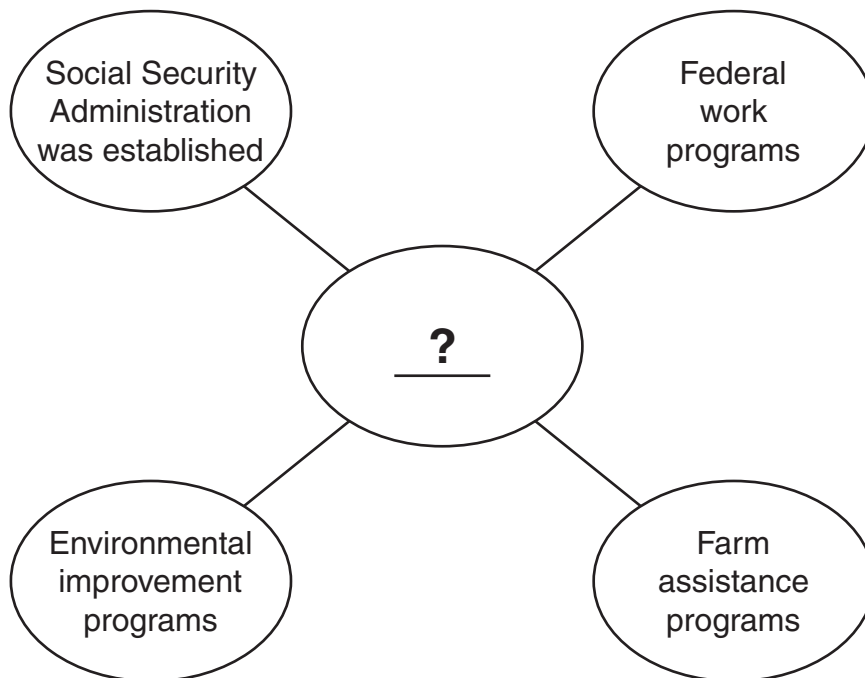 Social Security
Administration
was established
Federal
work
programs
?
Environmental
improvement
programs
Farm
assistance
programs